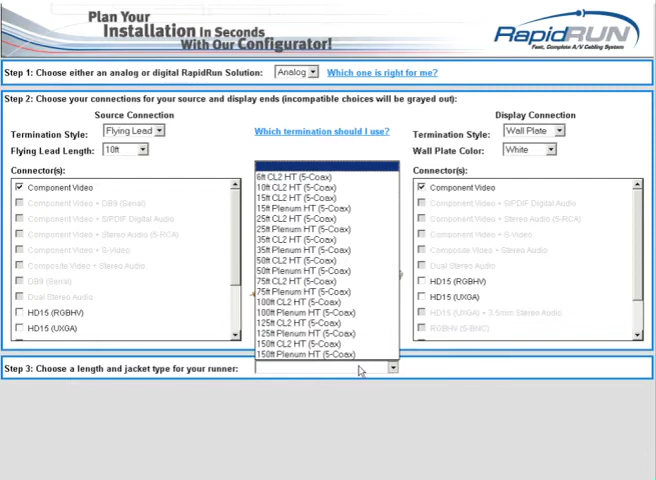 Plan Your
Installation In Seconds
With Our Configurator!
RapidRUN
Fast, Complete A/V Cabling System
Step 1: Choose either an analog or digital RapidRun Solution:
Analog
Which one is right for me?
Step 2: Choose your connections for your source and display ends (incompatible choices will be grayed out):
Source Connection
Termination Style:
Flying Lead
Flying Lead Length:
10ft
Connector(s):
Component Video
Component Video + DB9 (Serial)
Component Video + S/PDIF Digital Audio
Component Video + Stereo Audio (5-RCA)
Component Video + S-Video
Composite Video + Stereo Audio
DB9 (Serial)
Dual Stereo Audio
HD15 (RGBHV)
HD15 (UXGA)
Which termination should I use?
6ft CL2 HT (5-Coax)
10ft CL2 HT (5-Coax)
15ft CL2 HT (5-Coax)
15ft Plenum HT (5-Coax)
25ft CL2 HT (5-Coax)
25ft Plenum HT (5-Coax)
35ft CL2 HT (5-Coax)
35ft Plenum HT (5-Coax)
50ft CL2 HT (5-Coax)
50ft Plenum HT (5-Coax)
75ft CL2 HT (5-Coax)
75ft Plenum HT (5-Coax)
100ft CL2 HT (5-Coax)
100ft Plenum HT (5-Coax)
125ft CL2 HT (5-Coax)
125ft Plenum HT (5-Coax)
150ft CL2 HT (5-Coax)
150ft Plenum HT (5-Coax)
Display Connection
Termination Style:
Wall Plate
Wall Plate Color:
White
Connector(s):
Component Video
Component Video + S/PDIF Digital Audio
Component Video + Stereo Audio (5-RCA)
Component Video + S-Video
Composite Video + Stereo Audio
Dual Stereo Audio
HD15 (RGBHV)
HD15 (UXGA)
HD15 (UXGA) + 3.5mm Stereo Audio
RGBHV (5-BNC)
Step 3: Choose a length and jacket type for your runner: